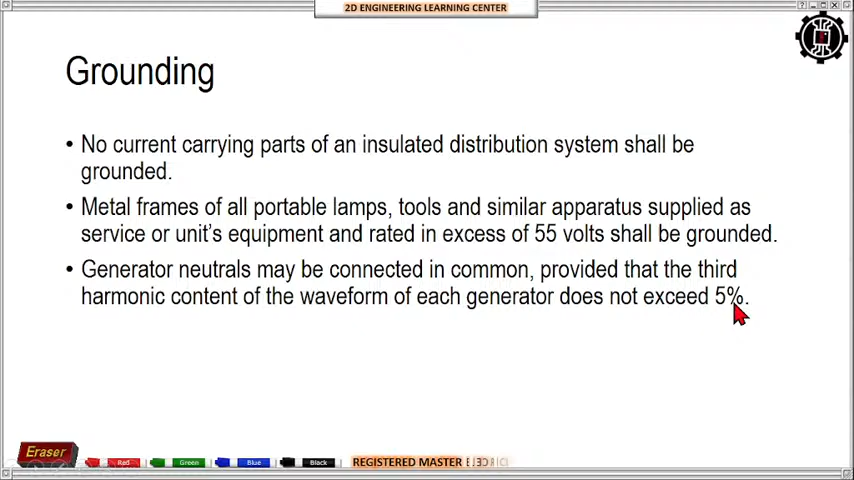 2D ENGINEERING LEARNING CENTER
Grounding
• No current carrying parts of an insulated distribution system shall be
grounded.
• Metal frames of all portable lamps, tools and similar apparatus supplied as
service or unit's equipment and rated in excess of 55 volts shall be grounded.
• Generator neutrals may be connected in common, provided that the third
harmonic content of the waveform of each generator does not exceed 5%.
Eraser
Red
Green
Blue
Black
REGISTERED MASTER